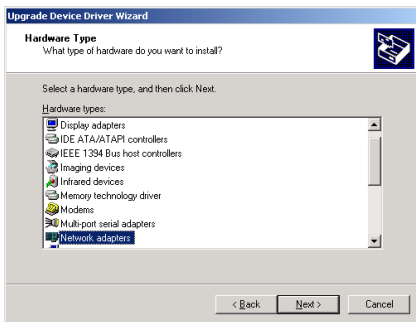 Upgrade Device Driver Wizard
Hardware Type
What type of hardware do you want to install?
Select a hardware type, and then click Next.
Hardware types:
Display adapters
IDE ATA/ATAPI controllers
IEEE 1394 Bus host controllers
Imaging devices
Infrared devices
Memory technology driver
Modems
Multi-port serial adapters
Network adapters
< Back
Next >
Cancel